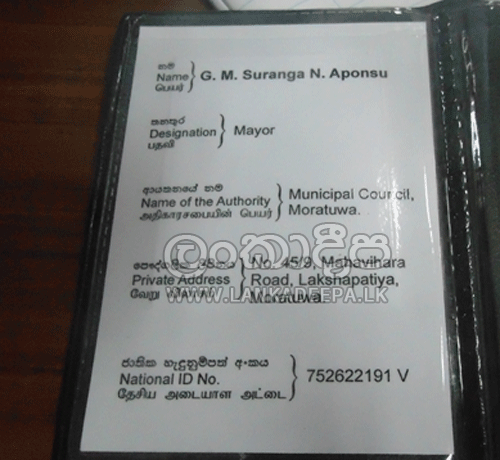 නම
Name } G. M. Suranga N. Aponsu
பெயர்
තනතුර
Designation } Mayor
பதவி
ආයතනයේ නම
Name of the Authority } Municipal Council,
அதிகாரசபையின் பெயர் Moratuwa.
ලංකාදීප
No. 45/9, Mahavihara
Private Address } Road, Lakshapatiya,
WWW.LANKADEEPA.LK
Moratuwa.
ජාතික හැඳුනුම්පත් අංකය
National ID No. } 752622191 V
தேசிய அடையாள அட்டை